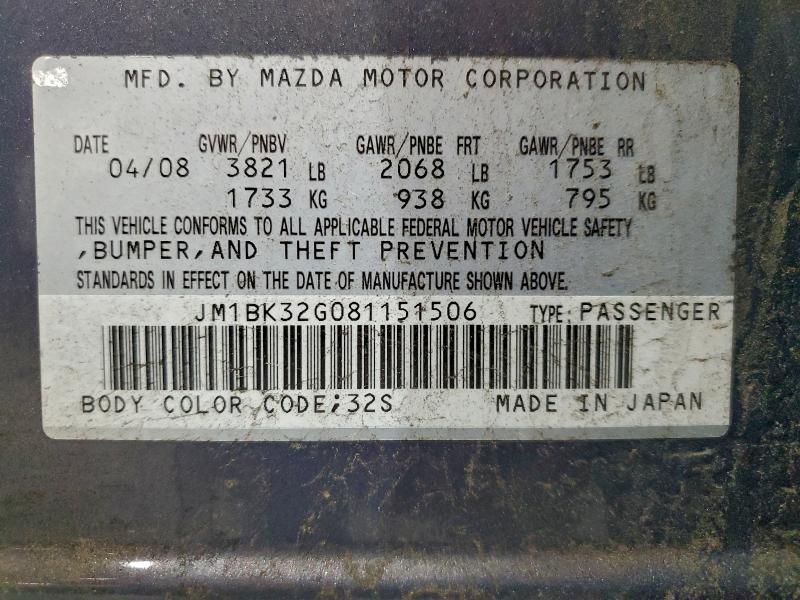 MFD. BY MAZDA MOTOR CORPORATION
DATE GVWR/PNBV GAWR/PNBE FRT GAWR/PNBE RR
04/08 3821 LB 2068 LB 1753 LB
1733 KG 938 KG 795 KG
THIS VEHICLE CONFORMS TO ALL APPLICABLE FEDERAL MOTOR VEHICLE SAFETY
,BUMPER,AND THEFT PREVENTION
STANDARDS IN EFFECT ON THE DATE OF MANUFACTURE SHOWN ABOVE.
JM1BK32G081151506 TYPE: PASSENGER
BODY COLOR CODE;32S MADE IN JAPAN